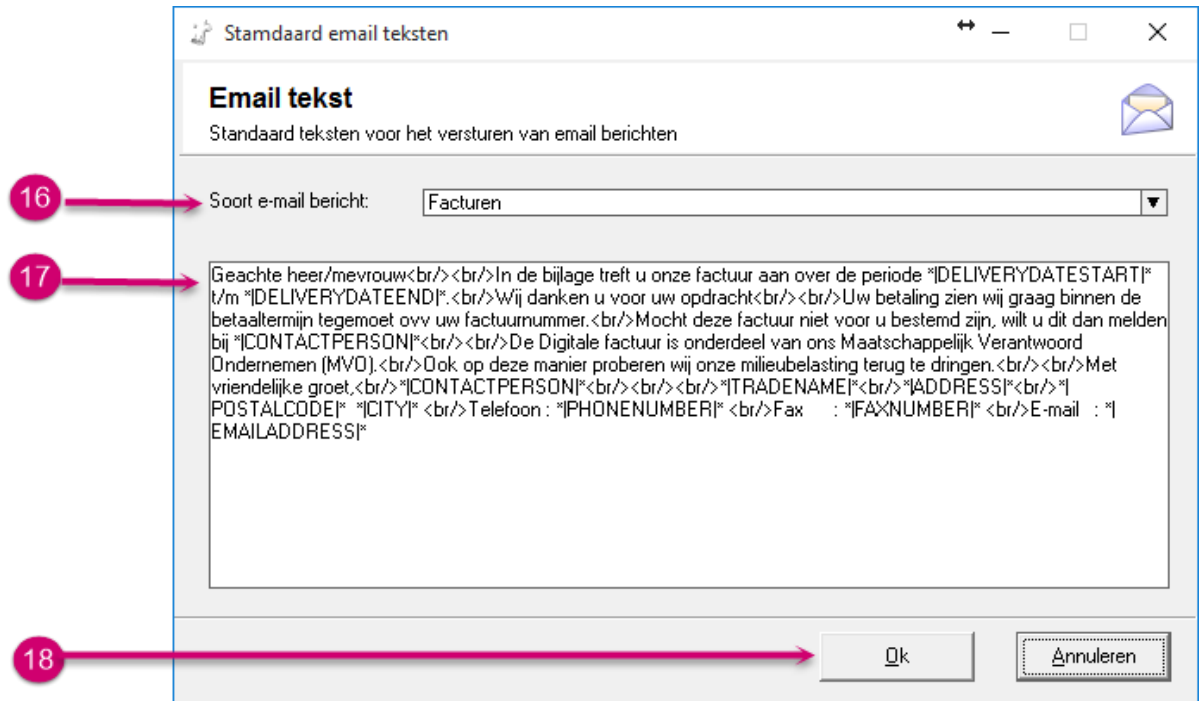 Stamdaard email teksten
Email tekst
Standaard teksten voor het versturen van email berichten
16
Soort e-mail bericht:
Facturen
17
Geachte heer/mevrouw<br/><br/>In de bijlage treft u onze factuur aan over de periode *|DELIVERYDATESTART|*
t/m *|DELIVERYDATEEND|*.<br/>Wij danken u voor uw opdracht<br/><br/>Uw betaling zien wij graag binnen de
betaaltermijn tegemoet ovv uw factuurnummer.<br/>Mocht deze factuur niet voor u bestemd zijn, wilt u dit dan melden
bij *|CONTACTPERSON|*<br/><br/>De Digitale factuur is onderdeel van ons Maatschappelijk Verantwoord
Ondernemen (MVO).<br/>Ook op deze manier proberen wij onze milieubelasting terug te dringen.<br/><br/>Met
vriendelijke groet,<br/>*|CONTACTPERSON|*<br/><br/><br/>*|TRADENAME|*<br/>*|ADDRESS|*<br/>*|
POSTALCODE|*  *|CITY|* <br/>Telefoon : *|PHONENUMBER|* <br/>Fax     : *|FAXNUMBER|* <br/>E-mail   : *|
EMAILADDRESS|*
18
Ok
Annuleren